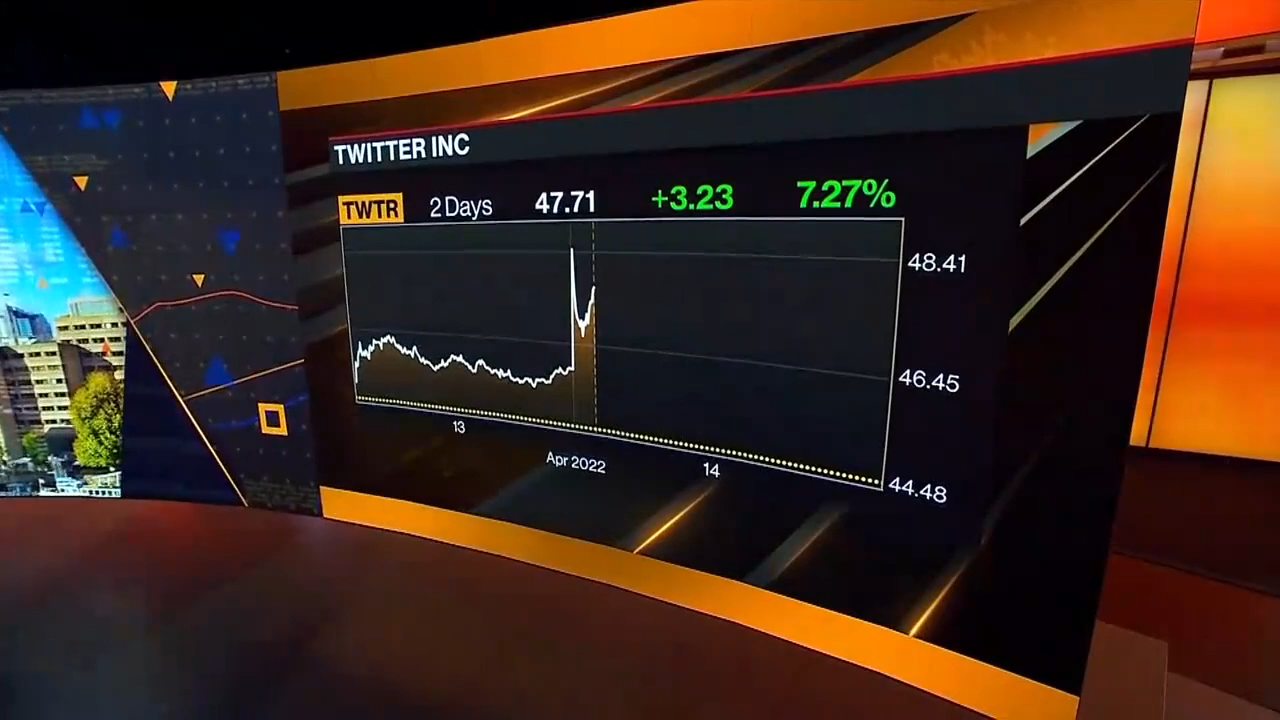 TWITTER INC
TWTR 2 Days 47.71 +3.23 7.27%
48.41
46.45
44.48
13 14
Apr 2022